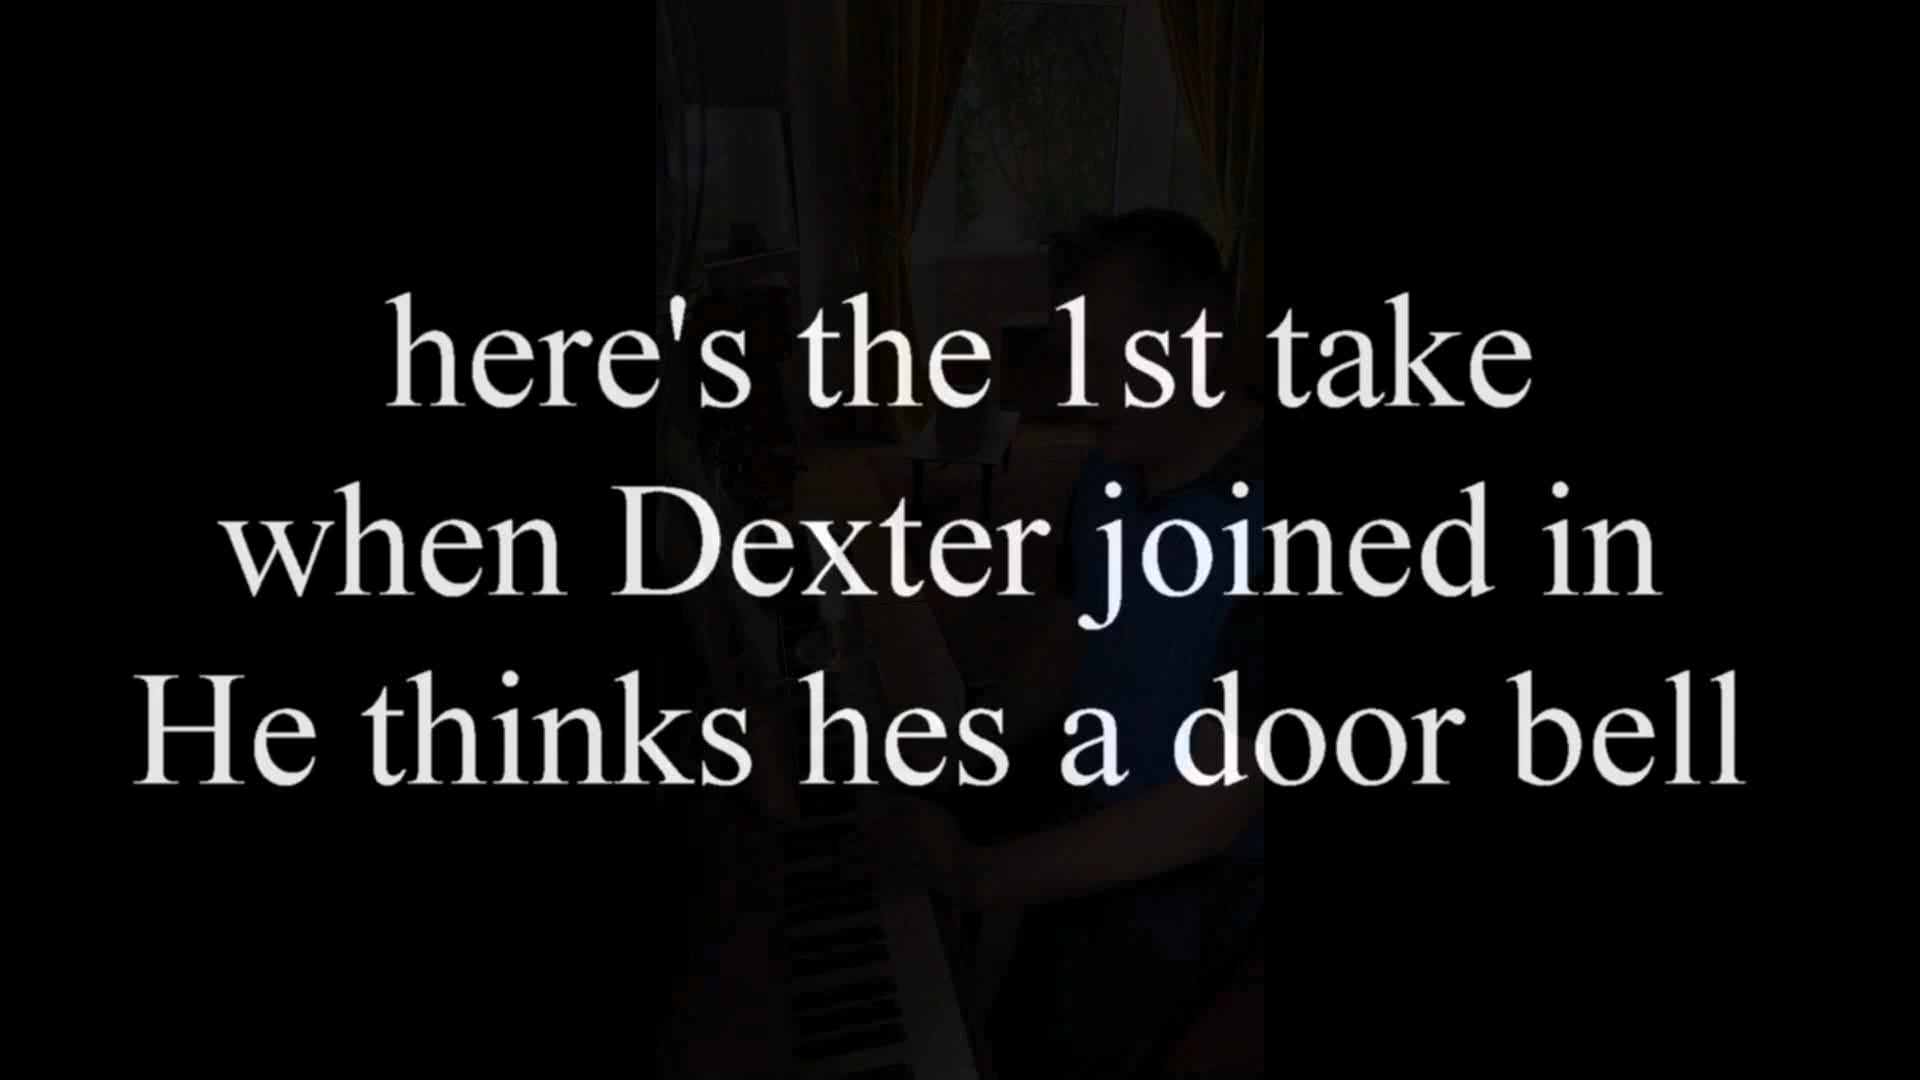 here's the 1st take
when Dexter joined in
He thinks hes a door bell